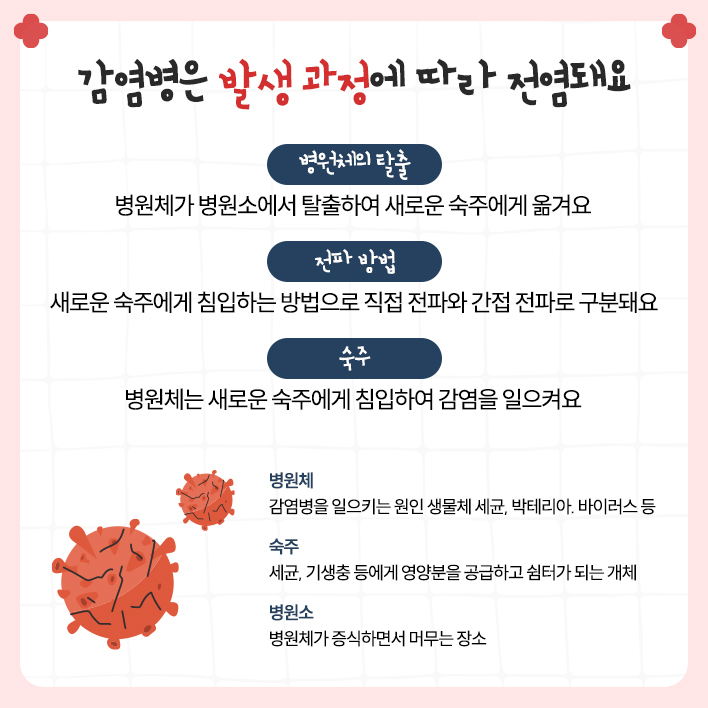 감염병은 발생 과정에 따라 전염돼요
병원체의 탈출
병원체가 병원소에서 탈출하여 새로운 숙주에게 옮겨요
전파 방법
새로운 숙주에게 침입하는 방법으로 직접 전파와 간접 전파로 구분돼요
숙주
병원체는 새로운 숙주에게 침입하여 감염을 일으켜요
병원체
감염병을 일으키는 원인 생물체 세균, 박테리아. 바이러스 등
숙주
세균, 기생충 등에게 영양분을 공급하고 쉼터가 되는 개체
병원소
병원체가 증식하면서 머무는 장소